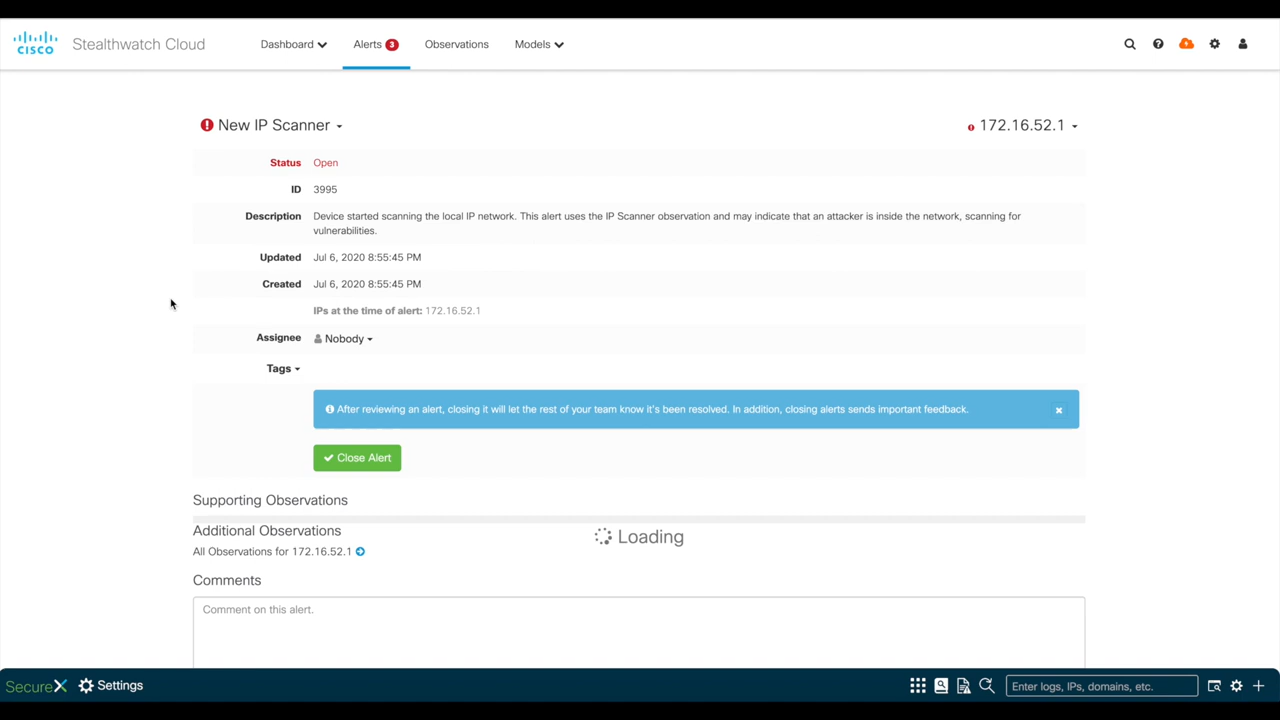 CISCO
Stealthwatch Cloud
Dashboard
Alerts 3
Observations
Models
New IP Scanner
172.16.52.1
Status Open
ID 3995
Description Device started scanning the local IP network. This alert uses the IP Scanner observation and may indicate that an attacker is inside the network, scanning for
vulnerabilities.
Updated Jul 6, 2020 8:55:45 PM
Created Jul 6, 2020 8:55:45 PM
IPs at the time of alert: 172.16.52.1
Assignee Nobody
Tags
After reviewing an alert, closing it will let the rest of your team know it's been resolved. In addition, closing alerts sends important feedback.
Close Alert
Supporting Observations
Additional Observations
Loading
All Observations for 172.16.52.1
Comments
Comment on this alert.
SecureX
Settings
Enter logs, IPs, domains, etc.